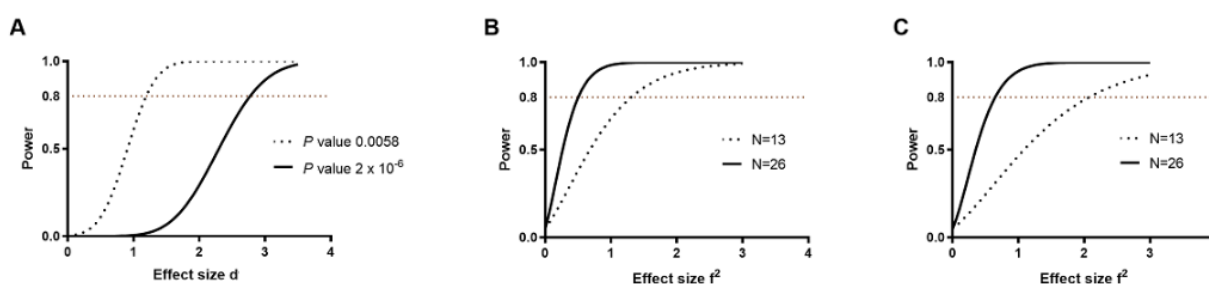 A
B
C
1.0
0.8
0.5
0.0
Power
0
1
2
3
4
Effect size d
P value 0.0058
P value 2 x 10⁻⁶
1.0
0.8
0.5
0.0
Power
0
1
2
3
4
Effect size f²
N=13
N=26
1.0
0.8
0.5
0.0
Power
0
1
2
3
Effect size f²
N=13
N=26